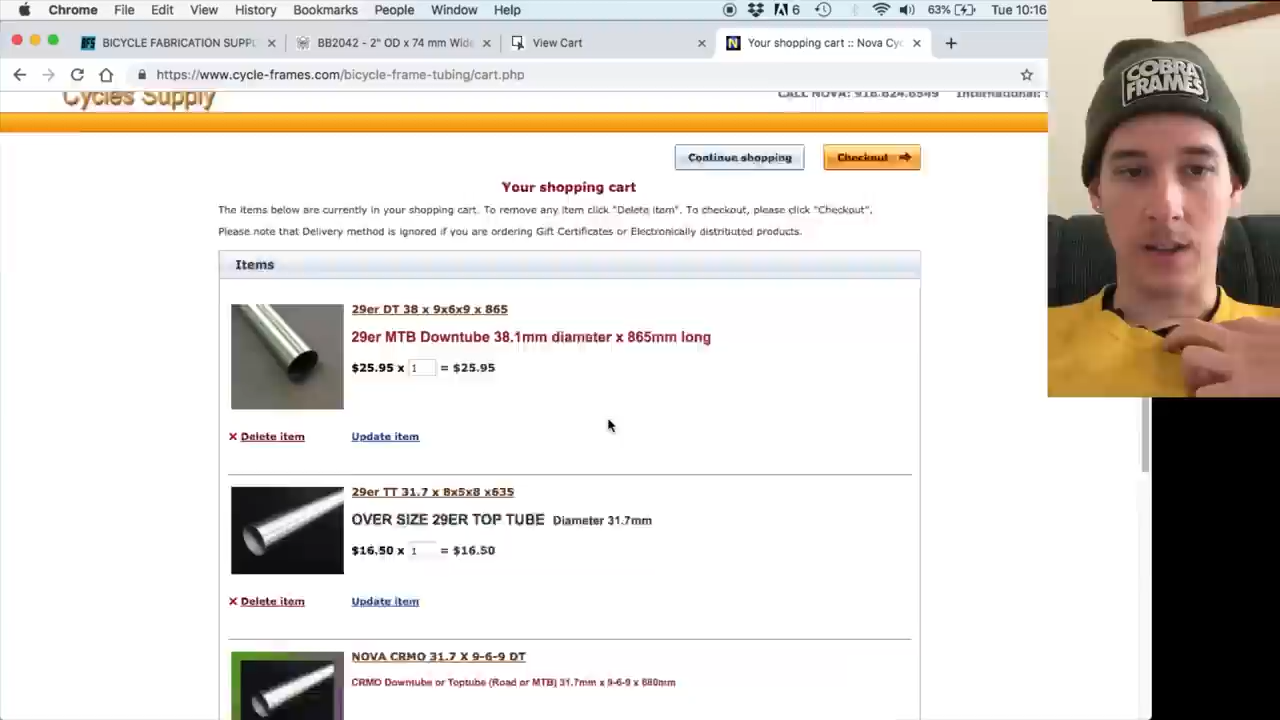 Chrome File Edit View History Bookmarks People Window Help 6 63% Tue 10:16
BICYCLE FABRICATION SUPPL
BB2042 - 2" OD x 74 mm Wide
View Cart
Your shopping cart :: Nova Cyc
https://www.cycle-frames.com/bicycle-frame-tubing/cart.php
Cycles Supply
CALL NOVA: 916.624.6549 International:
Continue shopping Checkout
Your shopping cart
The items below are currently in your shopping cart. To remove any item click "Delete item". To checkout, please click "Checkout".
Please note that Delivery method is ignored if you are ordering Gift Certificates or Electronically distributed products.
Items
29er DT 38 x 9x6x9 x 865
29er MTB Downtube 38.1mm diameter x 865mm long
$25.95 x 1 = $25.95
Delete item Update item
29er TT 31.7 x 8x5x8 x635
OVER SIZE 29ER TOP TUBE Diameter 31.7mm
$16.50 x 1 = $16.50
Delete item Update item
NOVA CRMO 31.7 X 9-6-9 DT
CRMO Downtube or Toptube (Road or MTB) 31.7mm x 9-6-9 x 680mm
COBRA
FRAMES